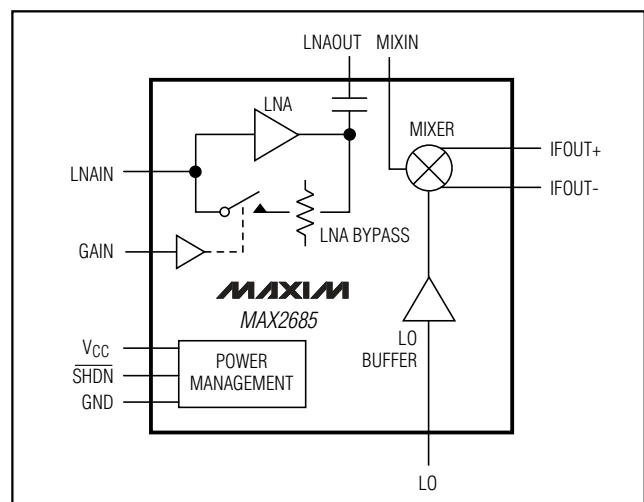 LNAOUT MIXIN
LNA
MIXER
LNAIN
IFOUT+
IFOUT-
LNA BYPASS
GAIN
MAXIM
MAX2685
VCC
SHDN
GND
POWER
MANAGEMENT
LO
BUFFER
LO